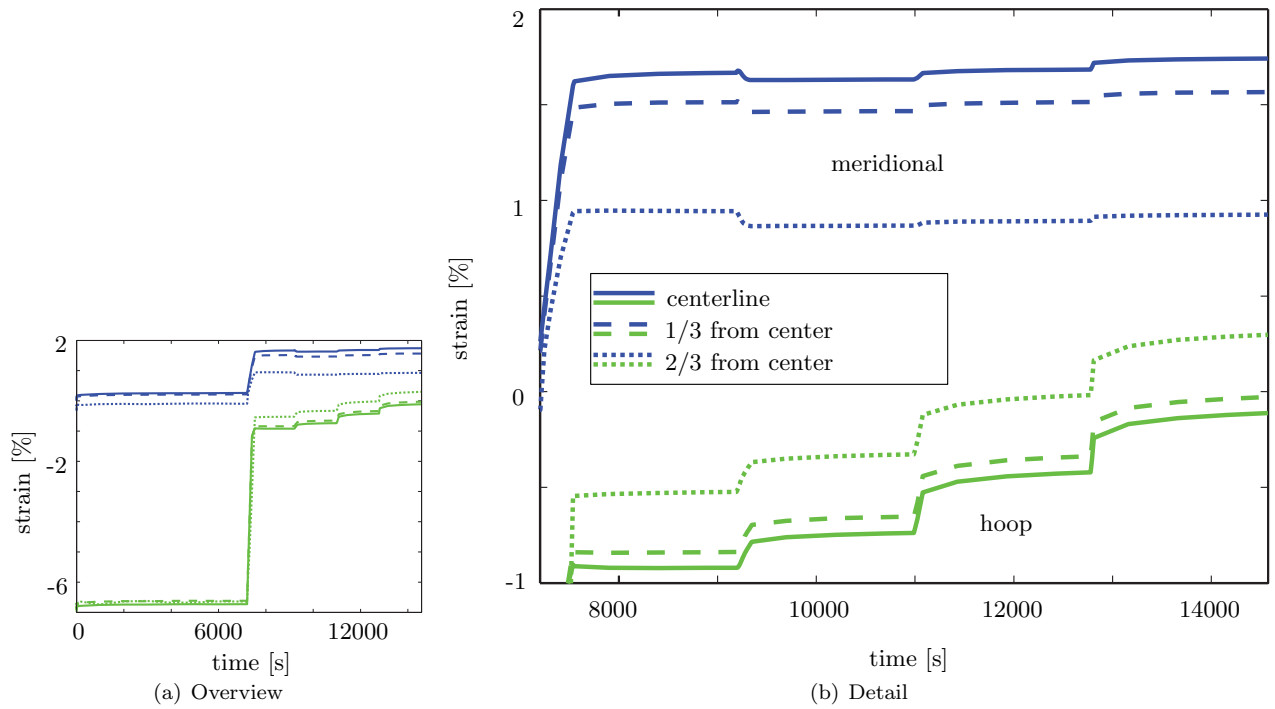 2
-2
-6
strain [%]
0
6000
12000
time [s]
(a) Overview
2
1
0
-1
strain [%]
meridional
centerline
1/3 from center
2/3 from center
hoop
8000
10000
12000
14000
time [s]
(b) Detail